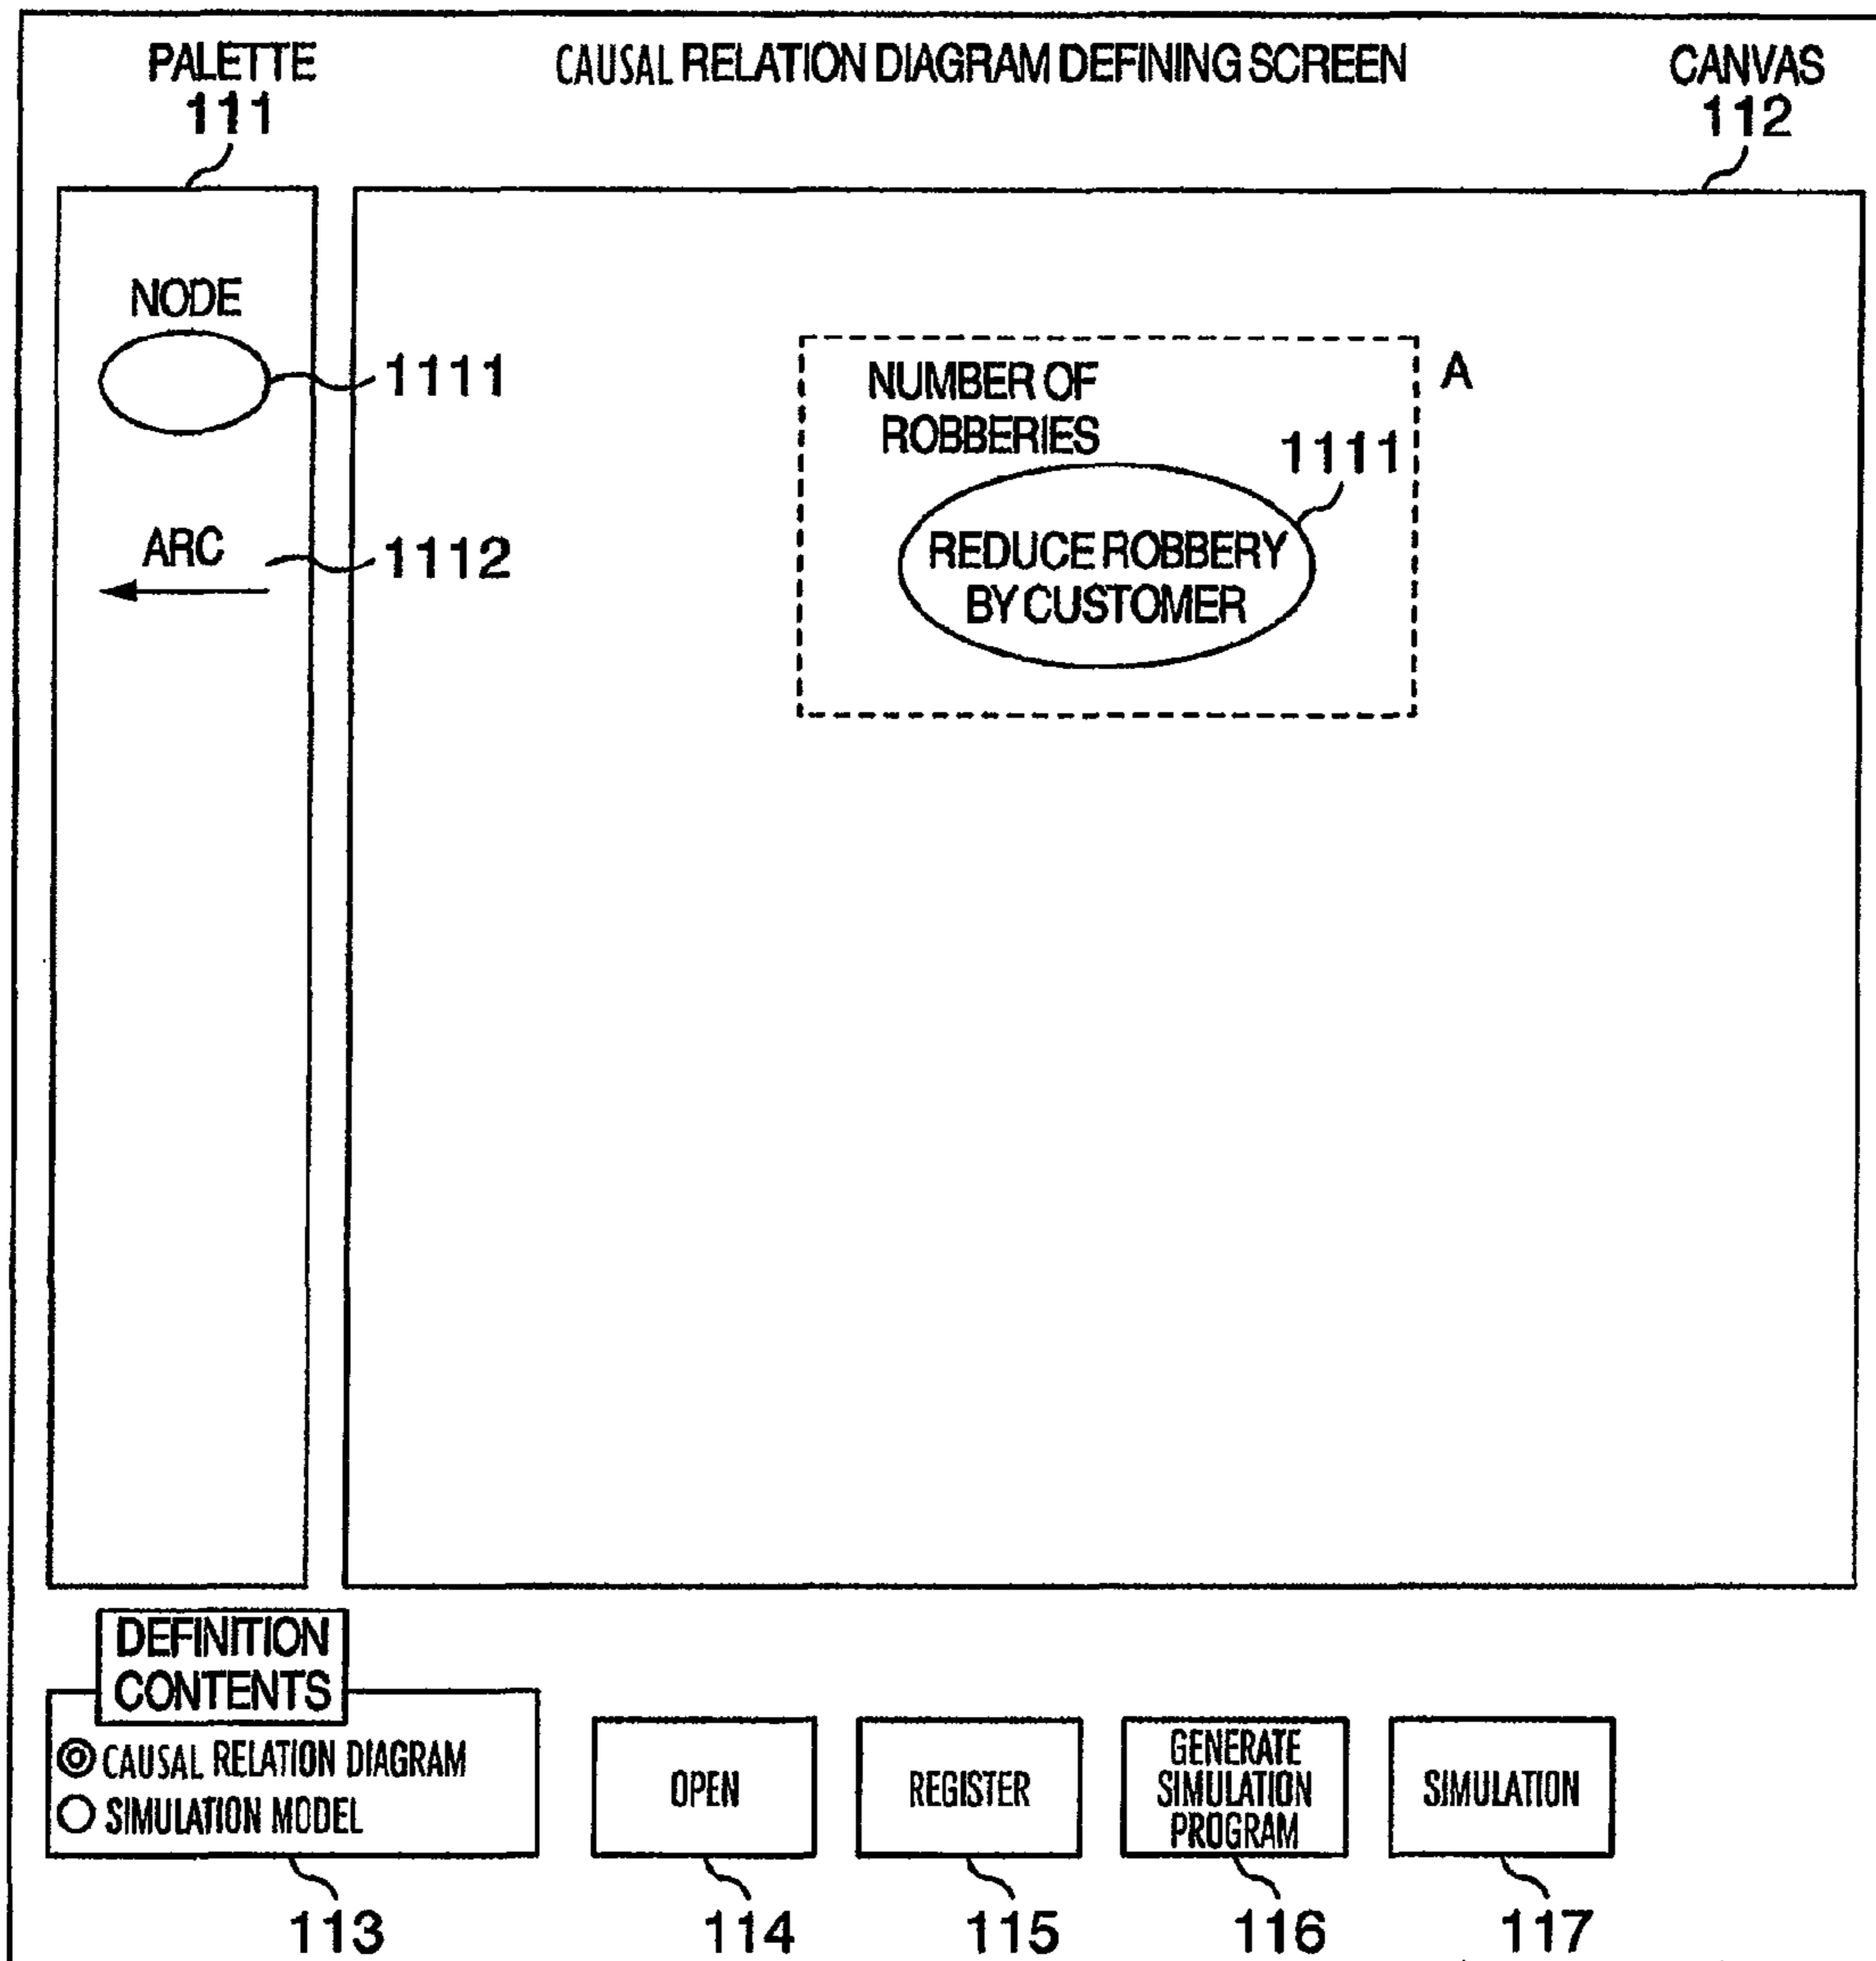 PALETTE
111
CAUSAL RELATION DIAGRAM DEFINING SCREEN
CANVAS
112
NODE
1111
ARC
1112
NUMBER OF
ROBBERIES
A
1111
REDUCE ROBBERY
BY CUSTOMER
DEFINITION
CONTENTS
CAUSAL RELATION DIAGRAM
SIMULATION MODEL
113
OPEN
114
REGISTER
115
GENERATE
SIMULATION
PROGRAM
116
SIMULATION
117